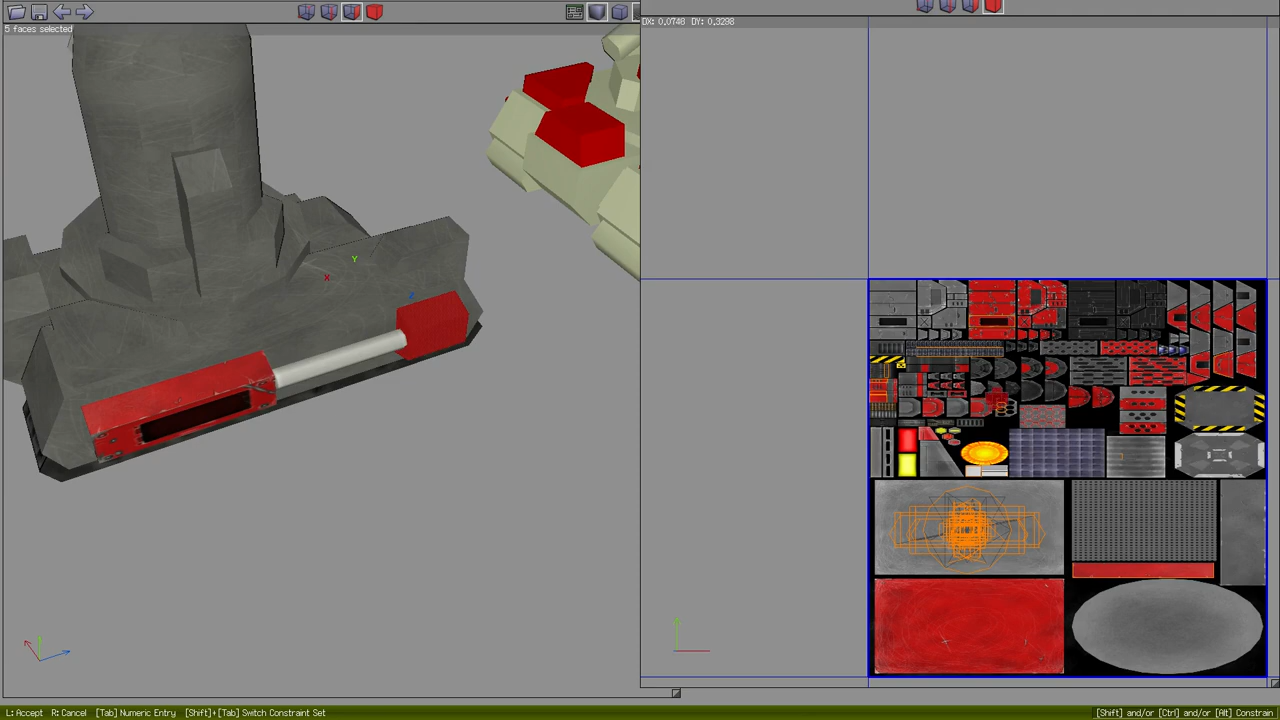 5 faces selected
DX: 0.0746 DY: 0.3298
Y
X
Z
L: Accept R: Cancel [Tab] Numeric Entry [Shift]+[Tab] Switch Constraint Set
[Shift] and/or [Ctrl] and/or [Alt] Constrain